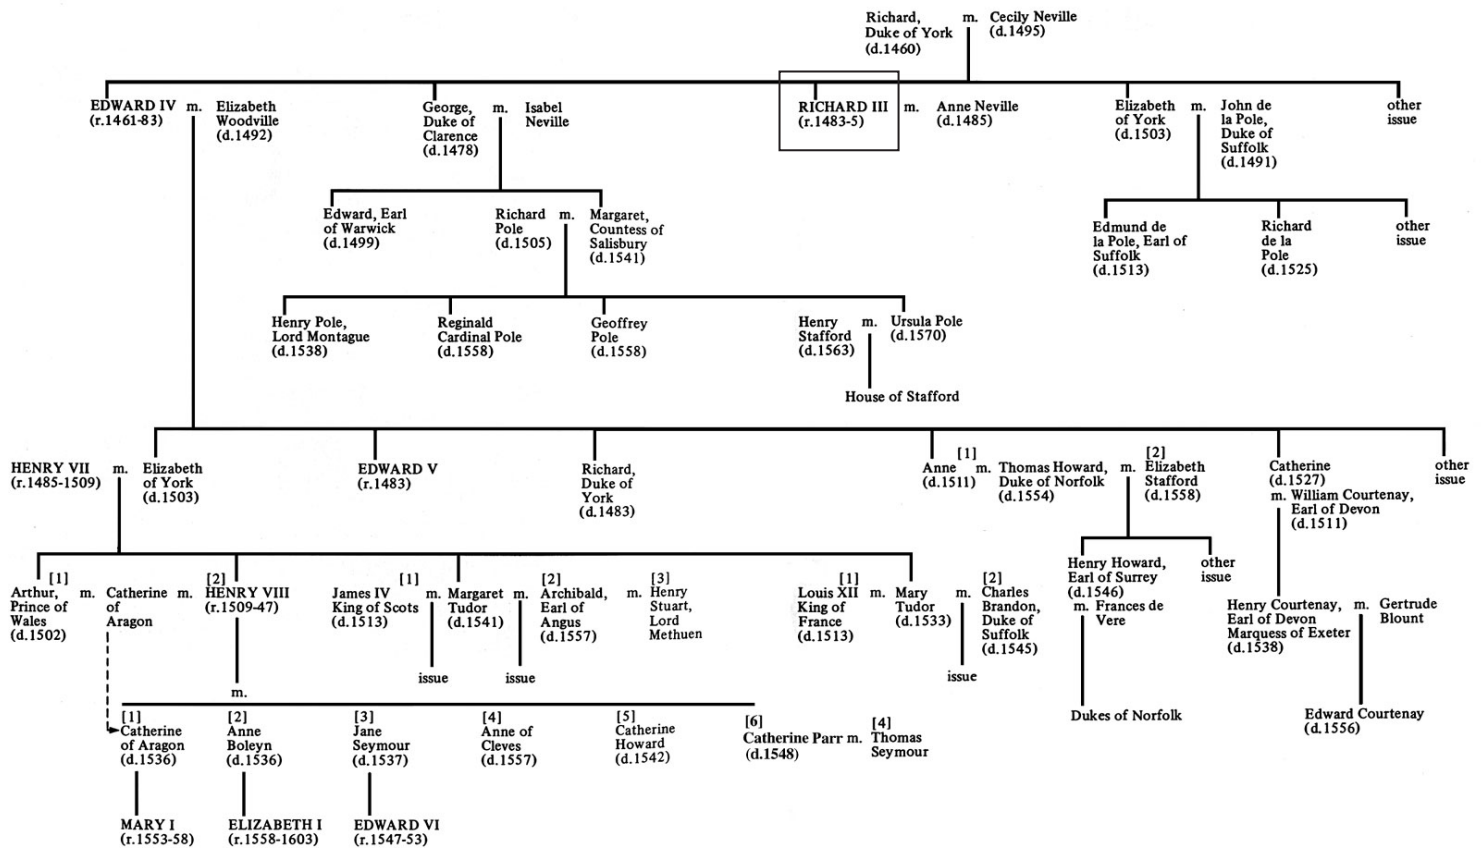 Richard,
Duke of York
(d.1460)
m.
Cecily Neville
(d.1495)
EDWARD IV
(r.1461-83)
m.
Elizabeth
Woodville
(d.1492)
George,
Duke of
Clarence
(d.1478)
m.
Isabel
Neville
RICHARD III
(r.1483-5)
m.
Anne Neville
(d.1485)
Elizabeth
of York
(d.1503)
m.
John de
la Pole,
Duke of
Suffolk
(d.1491)
other
issue
Edward, Earl
of Warwick
(d.1499)
Richard
Pole
(d.1505)
m.
Margaret,
Countess of
Salisbury
(d.1541)
Edmund de
la Pole, Earl of
Suffolk
(d.1513)
Richard
de la
Pole
(d.1525)
other
issue
Henry Pole,
Lord Montague
(d.1538)
Reginald
Cardinal Pole
(d.1558)
Geoffrey
Pole
(d.1558)
Henry
Stafford
(d.1563)
m.
Ursula Pole
(d.1570)
House of Stafford
HENRY VII
(r.1485-1509)
m.
Elizabeth
of York
(d.1503)
EDWARD V
(r.1483)
Richard,
Duke of
York
(d.1483)
Anne
(d.1511)
[1]
m.
Thomas Howard,
Duke of Norfolk
(d.1554)
m.
[2]
Elizabeth
Stafford
(d.1558)
Catherine
(d.1527)
m. William Courtenay,
Earl of Devon
(d.1511)
other
issue
[1]
Arthur,
Prince of
Wales
(d.1502)
m.
Catherine
of
Aragon
m.
[2]
HENRY VIII
(r.1509-47)
[1]
James IV
King of Scots
(d.1513)
m.
Margaret
Tudor
(d.1541)
m.
[2]
Archibald,
Earl of
Angus
(d.1557)
[3]
m. Henry
Stuart,
Lord
Methuen
[1]
Louis XII
King of
France
(d.1513)
m.
Mary
Tudor
(d.1533)
m.
[2]
Charles
Brandon,
Duke of
Suffolk
(d.1545)
Henry Howard,
Earl of Surrey
(d.1546)
m. Frances de
Vere
other
issue
Henry Courtenay,
Earl of Devon
Marquess of Exeter
(d.1538)
m.
Gertrude
Blount
issue
issue
issue
m.
Dukes of Norfolk
Edward Courtenay
(d.1556)
[1]
Catherine
of Aragon
(d.1536)
[2]
Anne
Boleyn
(d.1536)
[3]
Jane
Seymour
(d.1537)
[4]
Anne of
Cleves
(d.1557)
[5]
Catherine
Howard
(d.1542)
[6]
Catherine Parr m.
(d.1548)
[4]
Thomas
Seymour
MARY I
(r.1553-58)
ELIZABETH I
(r.1558-1603)
EDWARD VI
(r.1547-53)